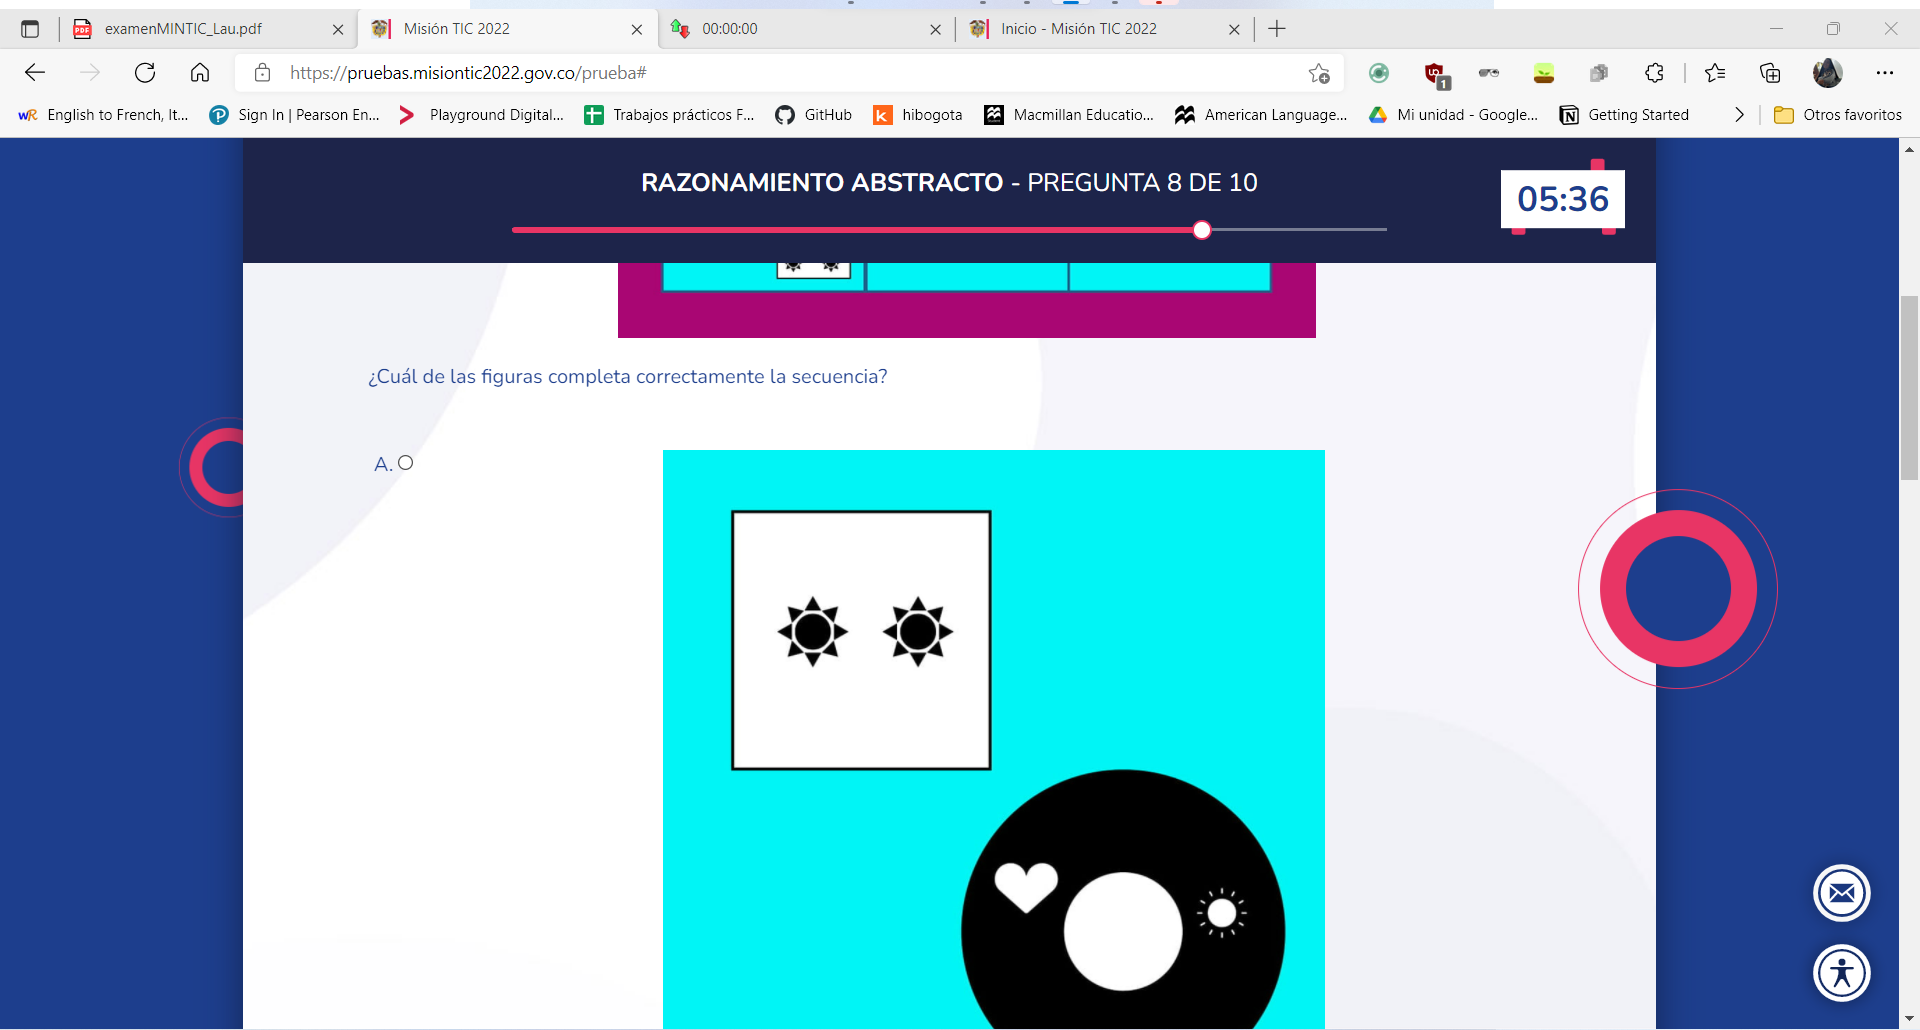 examenMINTIC_Lau.pdf
Misión TIC 2022
00:00:00
Inicio - Misión TIC 2022
https://pruebas.misiontic2022.gov.co/prueba#
1
English to French, It...
Sign In | Pearson En...
Playground Digital...
Trabajos prácticos F...
GitHub
hibogota
Macmillan Educatio...
American Language...
Mi unidad - Google...
Getting Started
Otros favoritos
RAZONAMIENTO ABSTRACTO - PREGUNTA 8 DE 10
05:36
¿Cuál de las figuras completa correctamente la secuencia?
A.